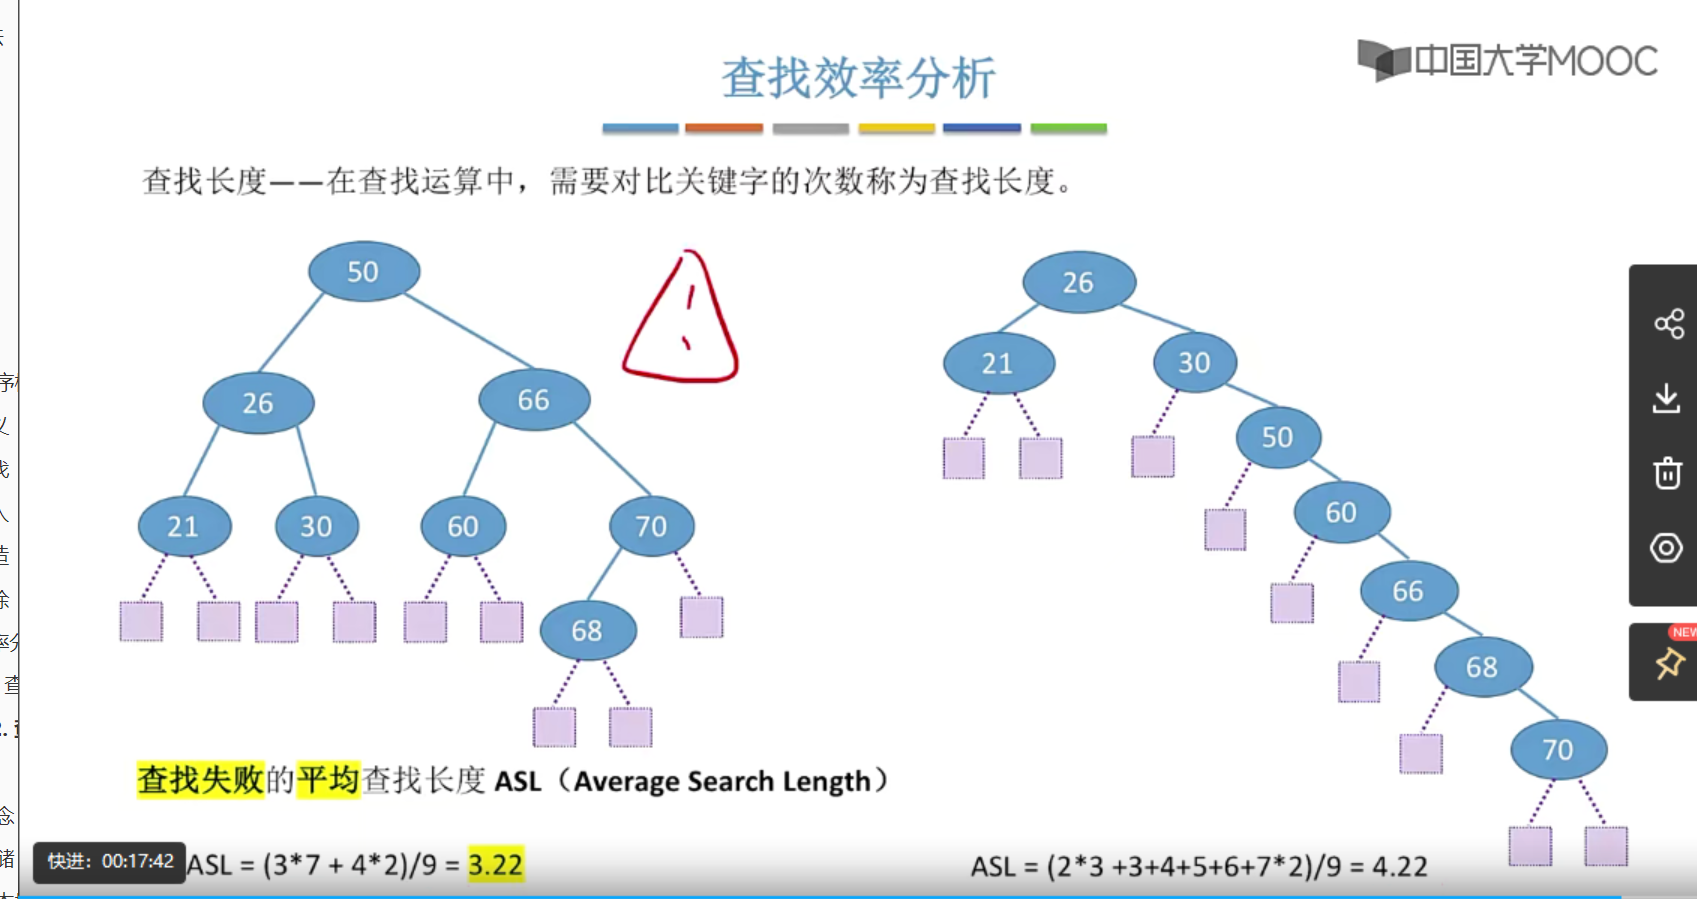 查找效率分析
中国大学MOOC
查找长度——在查找运算中，需要对比关键字的次数称为查找长度。
50
26
66
21
30
60
70
68
26
21
30
50
60
66
68
70
NEW
查找失败的平均查找长度 ASL（Average Search Length）
快进：00:17:42
ASL = (3*7 + 4*2)/9 = 3.22
ASL = (2*3 +3+4+5+6+7*2)/9 = 4.22